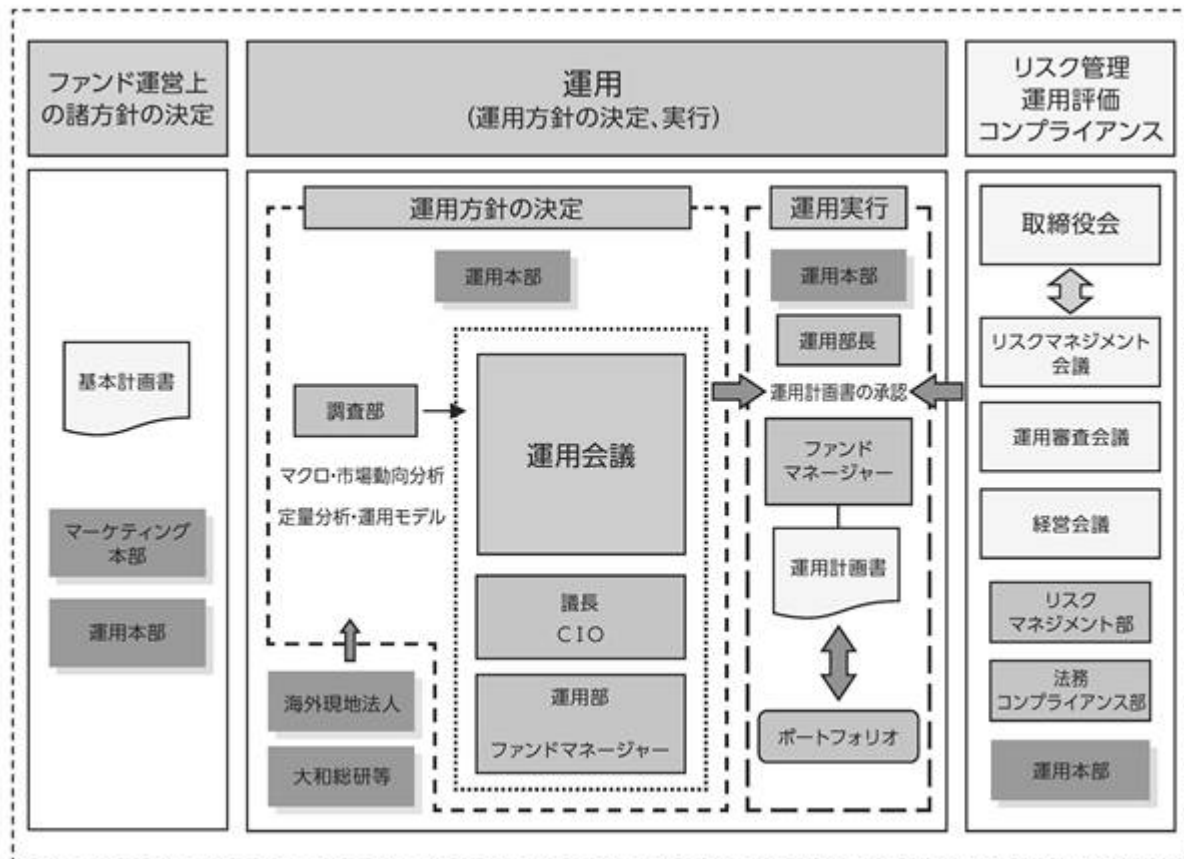 ファンド運営上
の諸方針の決定
運用
(運用方針の決定、実行)
リスク管理
運用評価
コンプライアンス
基本計画書
マーケティング
本部
運用本部
運用方針の決定
運用本部
調査部
マクロ・市場動向分析
定量分析・運用モデル
海外現地法人
大和総研等
運用会議
議長
CIO
運用部
ファンドマネージャー
運用実行
運用本部
運用部長
運用計画書の承認
ファンド
マネージャー
運用計画書
ポートフォリオ
取締役会
リスクマネジメント
会議
運用審査会議
経営会議
リスク
マネジメント部
法務
コンプライアンス部
運用本部